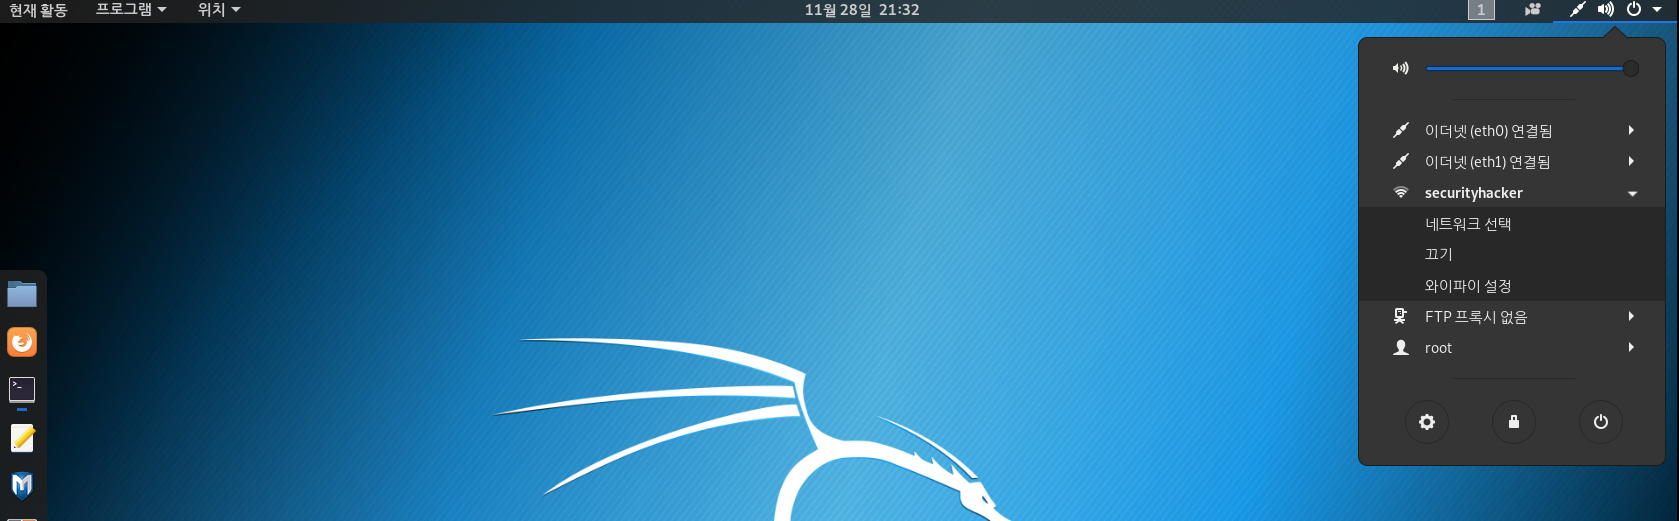 현재 활동 프로그램 위치 11월 28일 21:32 1
이더넷 (eth0) 연결됨
이더넷 (eth1) 연결됨
securityhacker
네트워크 선택
끄기
와이파이 설정
FTP 프록시 없음
root